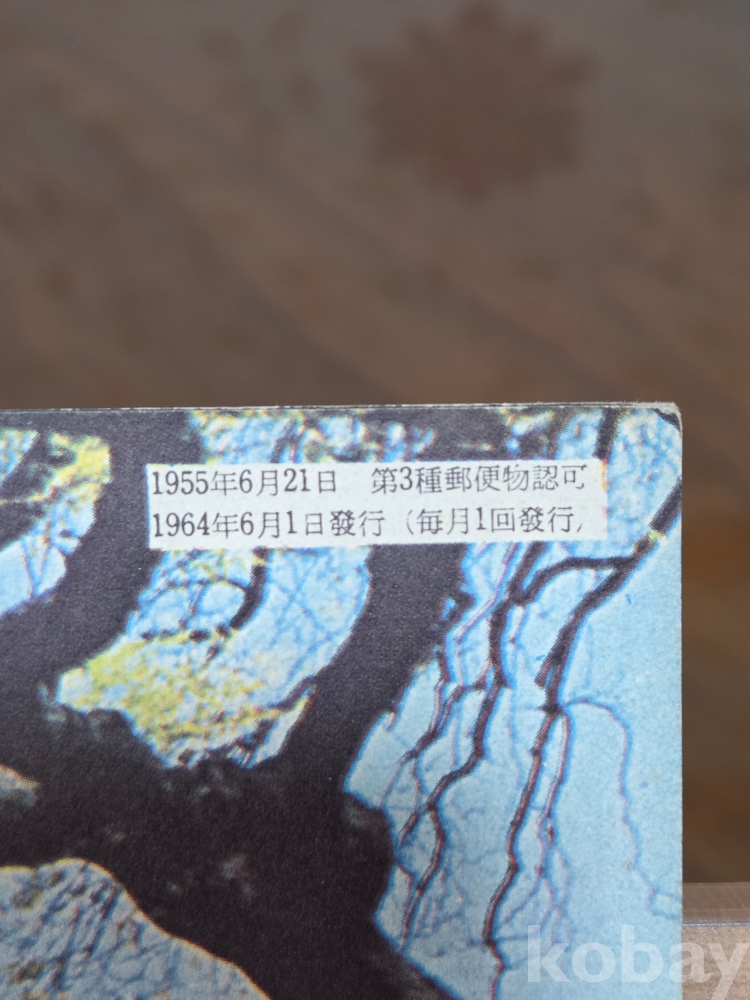 1955年6月21日　第3種郵便物認可
1964年6月1日發行（毎月1回發行）
kobay